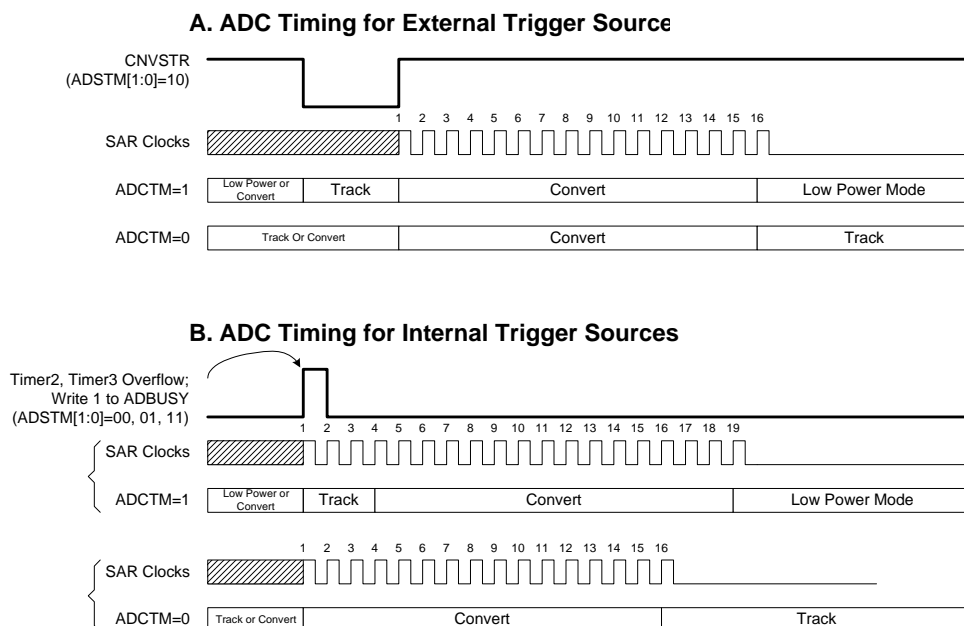 A. ADC Timing for External Trigger Source
CNVSTR
(ADSTM[1:0]=10)
1 2 3 4 5 6 7 8 9 10 11 12 13 14 15 16
SAR Clocks
ADCTM=1
Low Power or
Convert
Track
Convert
Low Power Mode
ADCTM=0
Track Or Convert
Convert
Track
B. ADC Timing for Internal Trigger Sources
Timer2, Timer3 Overflow;
Write 1 to ADBUSY
(ADSTM[1:0]=00, 01, 11)
1 2 3 4 5 6 7 8 9 10 11 12 13 14 15 16 17 18 19
SAR Clocks
ADCTM=1
Low Power or
Convert
Track
Convert
Low Power Mode
1 2 3 4 5 6 7 8 9 10 11 12 13 14 15 16
SAR Clocks
ADCTM=0
Track or Convert
Convert
Track